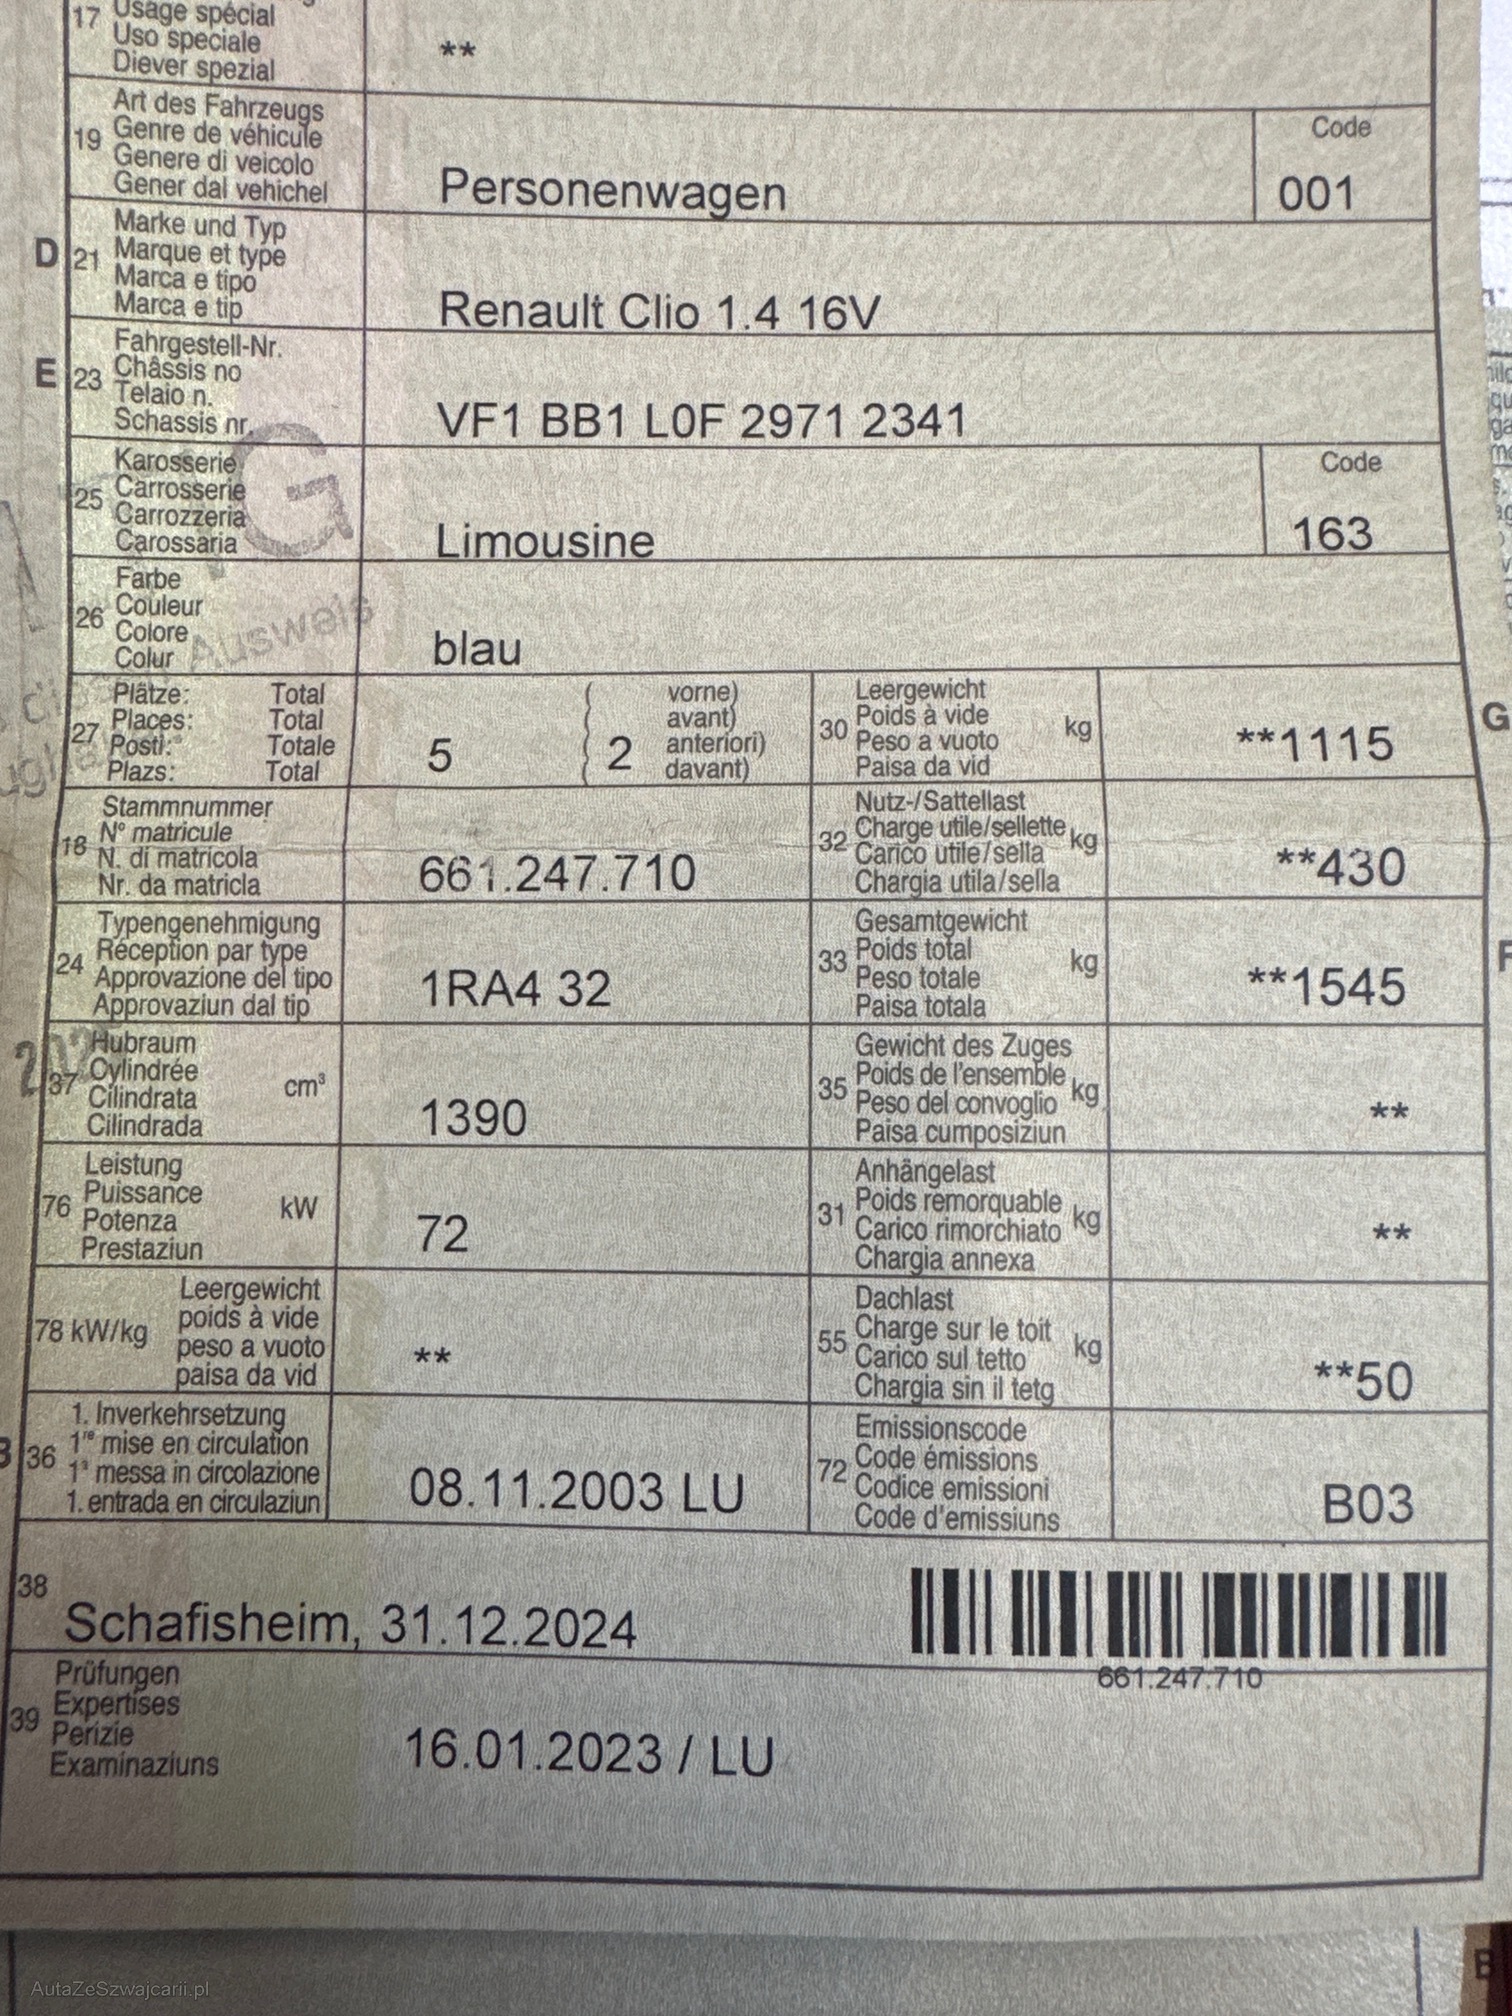 17 Usage spécial
Uso speciale
Diever spezial
**
19 Art des Fahrzeugs
Genre de véhicule
Genere di veicolo
Gener dal vehichel
Personenwagen
Code
001
D 21 Marke und Typ
Marque et type
Marca e tipo
Marca e tip
Renault Clio 1.4 16V
E 23 Fahrgestell-Nr.
Châssis no
Telaio n.
Schassis nr.
VF1 BB1 L0F 2971 2341
25 Karosserie
Carrosserie
Carrozzeria
Carossaria
G
Limousine
Code
163
26 Farbe
Couleur
Colore
Colur
Ausweis
blau
27 Plätze: Total
Places: Total
Posti: Totale
Plazs: Total
5
( vorne)
( avant)
( 2 anteriori)
( davant)
30 Leergewicht
Poids à vide
Peso a vuoto
Paisa da vid
kg
**1115
G
18 Stammnummer
N° matricule
N. di matricola
Nr. da matricla
661.247.710
32 Nutz-/Sattellast
Charge utile/sellette
Carico utile/sella
Chargia utila/sella
kg
**430
24 Typengenehmigung
Réception par type
Approvazione del tipo
Approvaziun dal tip
1RA4 32
33 Gesamtgewicht
Poids total
Peso totale
Paisa totala
kg
**1545
F
37 Hubraum
Cylindrée
Cilindrata
Cilindrada
cm³
1390
35 Gewicht des Zuges
Poids de l'ensemble
Peso del convoglio
Paisa cumposiziun
kg
**
76 Leistung
Puissance
Potenza
Prestaziun
kW
72
31 Anhängelast
Poids remorquable
Carico rimorchiato
Chargia annexa
kg
**
78 kW/kg
Leergewicht
poids à vide
peso a vuoto
paisa da vid
**
55 Dachlast
Charge sur le toit
Carico sul tetto
Chargia sin il tetg
kg
**50
B 36 1. Inverkehrsetzung
1re mise en circulation
1a messa in circolazione
1. entrada en circulaziun
08.11.2003 LU
72 Emissionscode
Code émissions
Codice emissioni
Code d'emissiuns
B03
38
Schafisheim, 31.12.2024
661.247.710
39 Prüfungen
Expertises
Perizie
Examinaziuns
16.01.2023 / LU
AutaZeSzwajcarii.pl
B